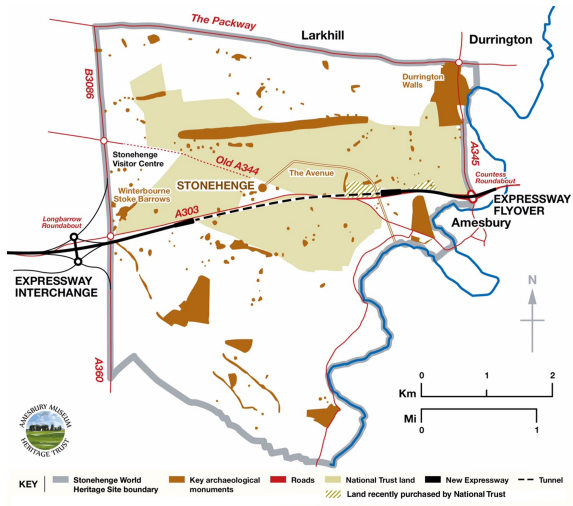 The Packway
Larkhill
Durrington
B3086
Durrington
Walls
A345
Stonehenge
Visitor Centre
Old A344
The Avenue
Countess
Roundabout
STONEHENGE
Winterbourne
Stoke Barrows
EXPRESSWAY
FLYOVER
A303
Longbarrow
Roundabout
Amesbury
EXPRESSWAY
INTERCHANGE
N
A360
Km
0 1 2
Mi
0 1
AMESBURY MUSEUM
HERITAGE TRUST
KEY
Stonehenge World
Heritage Site boundary
Key archaeological
monuments
Roads
National Trust land
New Expressway
Tunnel
Land recently purchased by National Trust